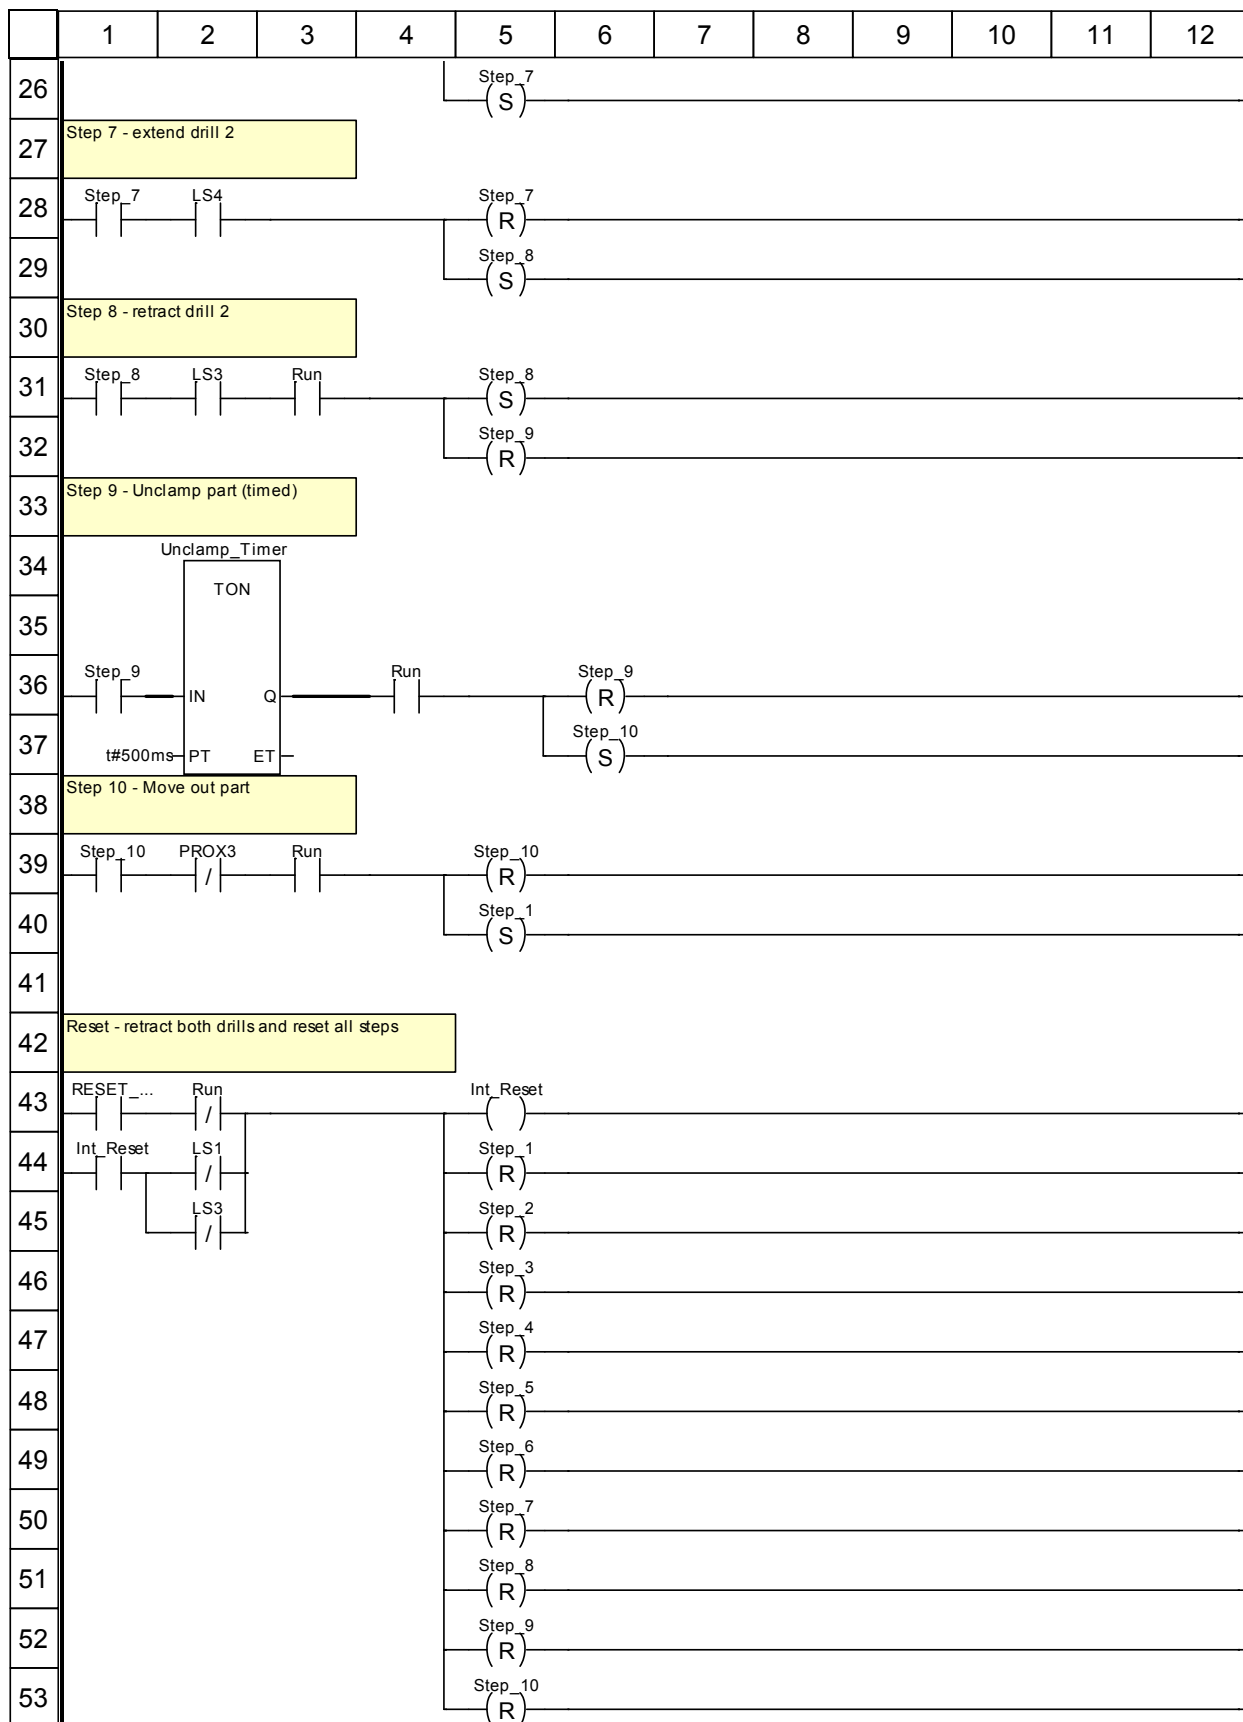 1 2 3 4 5 6 7 8 9 10 11 12
26
Step_7
S
27
Step 7 - extend drill 2
28
Step_7 LS4 Step_7
R
29
Step_8
S
30
Step 8 - retract drill 2
31
Step_8 LS3 Run Step_8
S
32
Step_9
R
33
Step 9 - Unclamp part (timed)
34
Unclamp_Timer
TON
35
36
Step_9 Run Step_9
IN Q R
37
Step_10
t#500ms PT ET S
38
Step 10 - Move out part
39
Step_10 PROX3 Run Step_10
/ R
40
Step_1
S
41
42
Reset - retract both drills and reset all steps
43
RESET_... Run Int_Reset
/
44
Int_Reset LS1 Step_1
/ R
45
LS3 Step_2
/ R
46
Step_3
R
47
Step_4
R
48
Step_5
R
49
Step_6
R
50
Step_7
R
51
Step_8
R
52
Step_9
R
53
Step_10
R